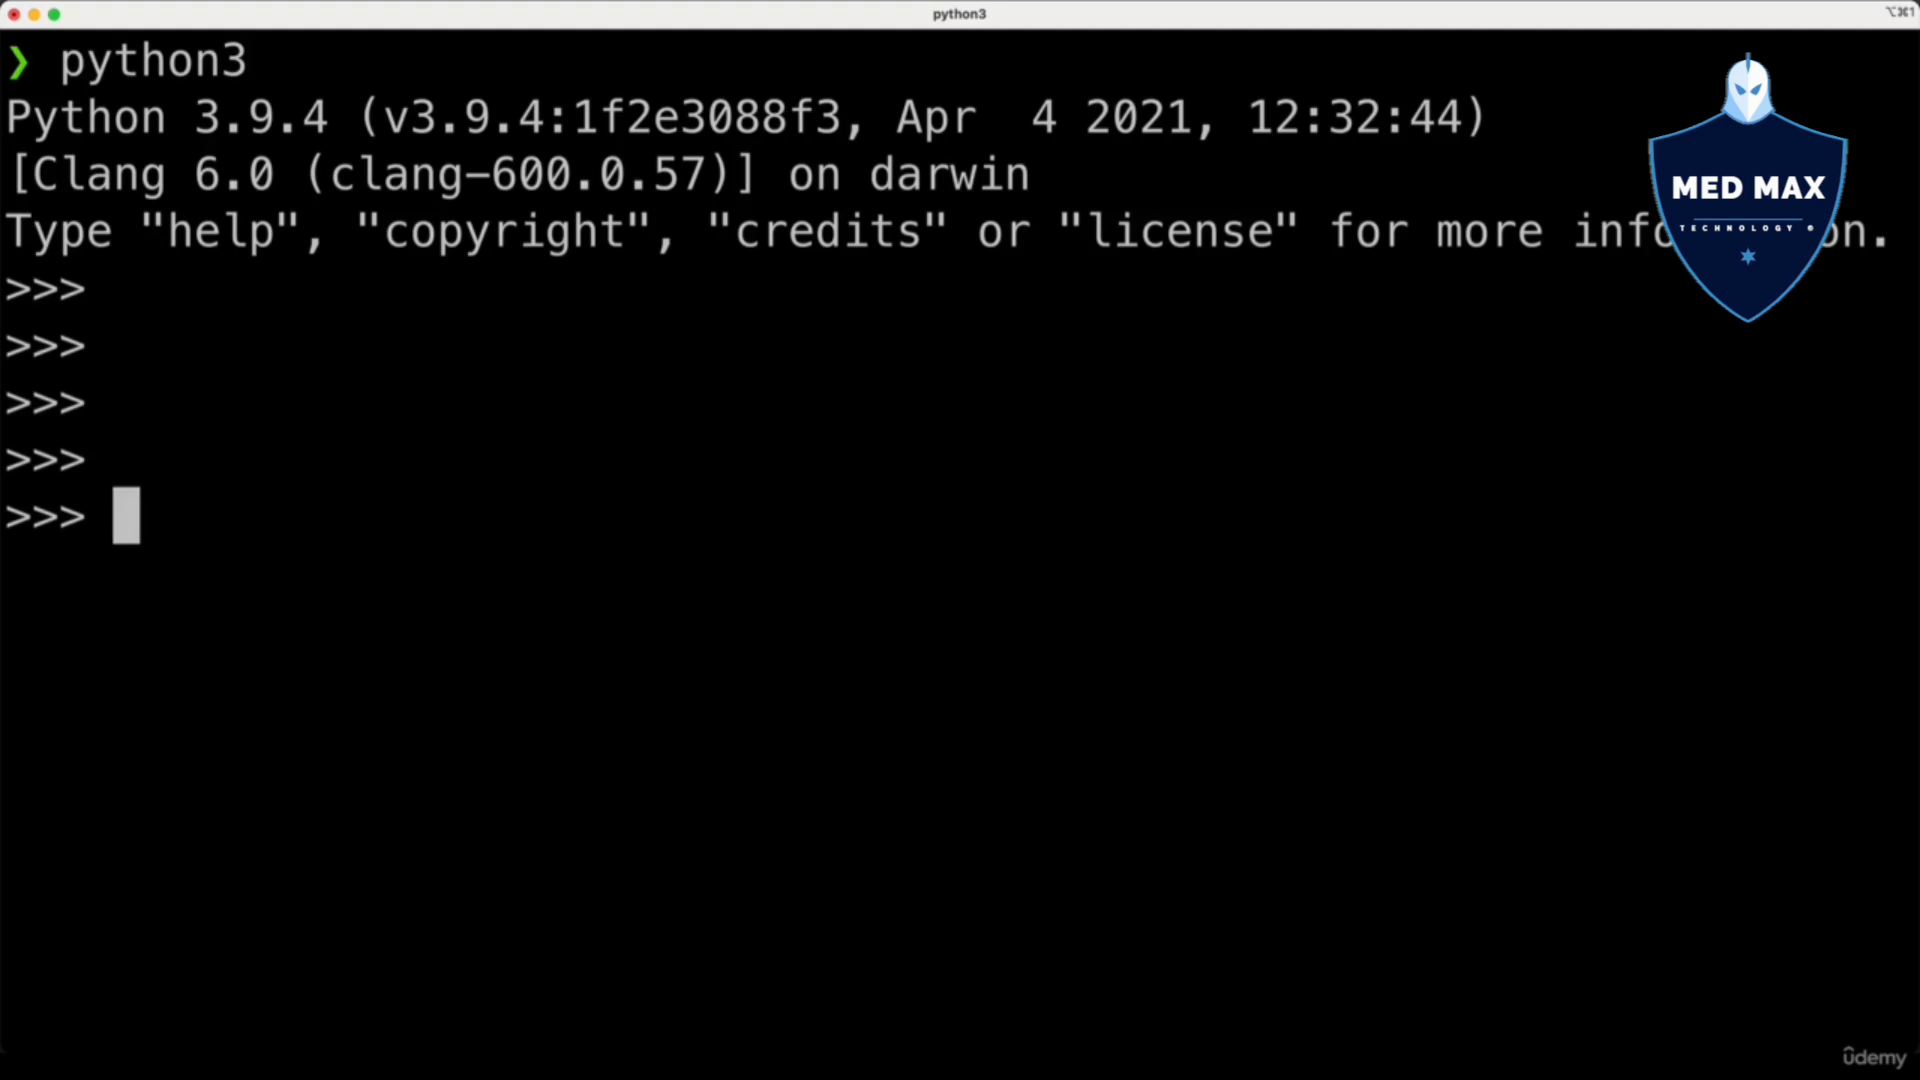 python3
⌥⌘1
❯ python3
Python 3.9.4 (v3.9.4:1f2e3088f3, Apr  4 2021, 12:32:44)
[Clang 6.0 (clang-600.0.57)] on darwin
Type "help", "copyright", "credits" or "license" for more info on.
>>>
>>>
>>>
>>>
>>>
MED MAX
TECHNOLOGY ®
ûdemy